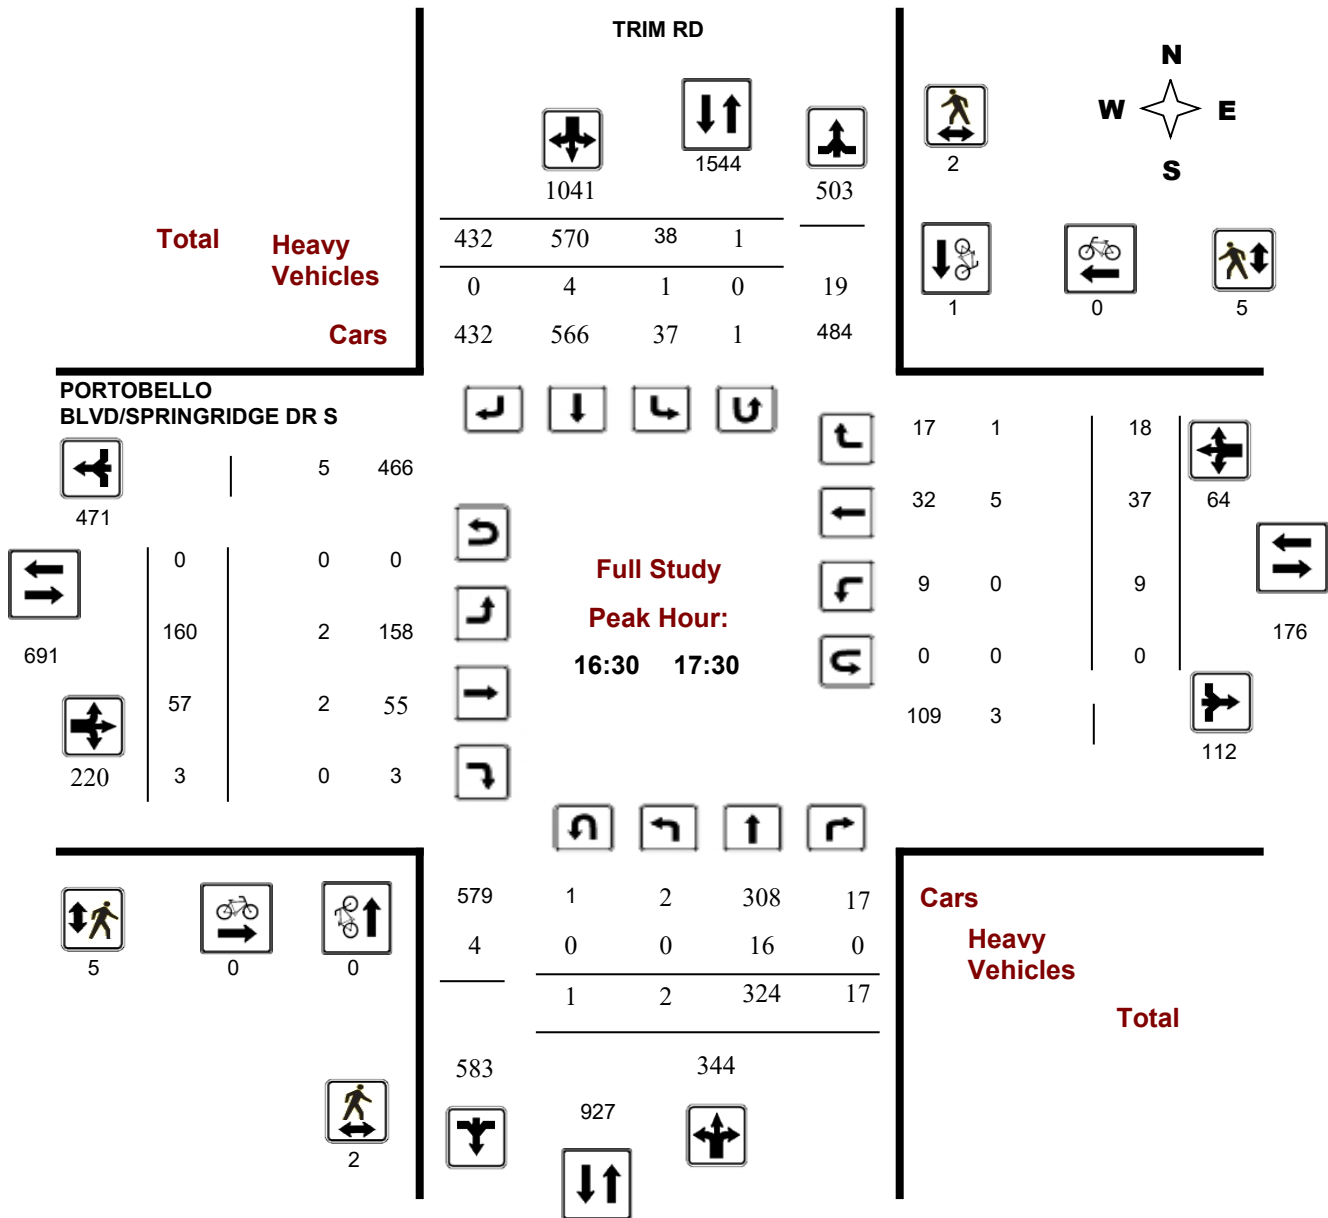 TRIM RD
N
W E
S
1041
1544
503
2
Total
Heavy
Vehicles
Cars
432 570 38 1
0 4 1 0 19
432 566 37 1 484
1 0 5
PORTOBELLO
BLVD/SPRINGRIDGE DR S
5 466
471
0 0 0
160 2 158
691
57 2 55
220 3 0 3
Full Study
Peak Hour:
16:30 17:30
17 1 18
32 5 37 64
9 0 9
176
0 0 0
109 3
112
579 1 2 308 17
4 0 0 16 0
1 2 324 17
583 344
927
5 0 0
2
Cars
Heavy
Vehicles
Total